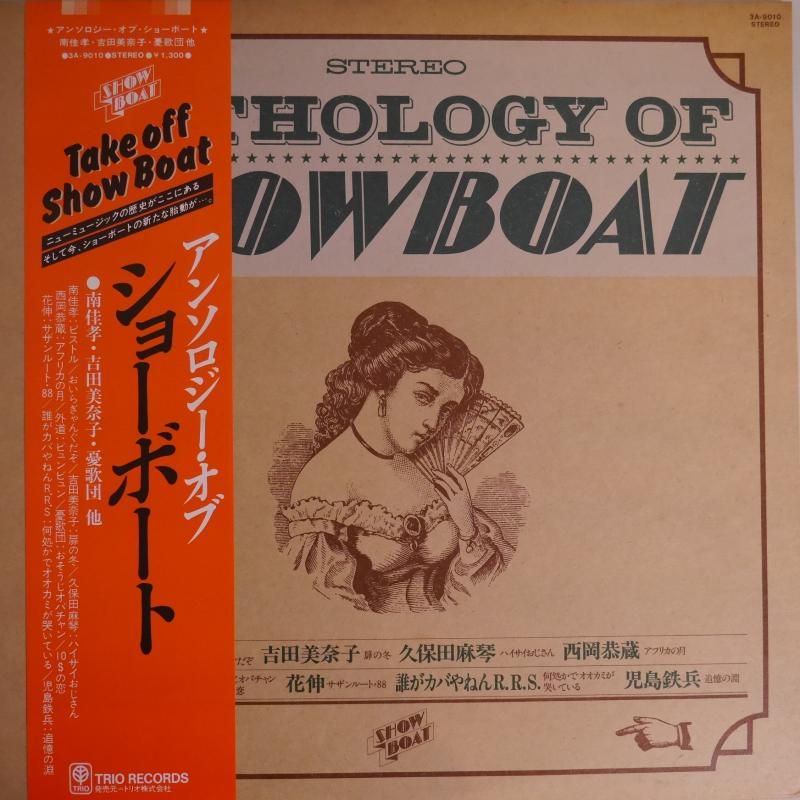 ★アンソロジー・オブ・ショーボート★
南佳孝・吉田美奈子・憂歌団 他
●3A-9010●STEREO●¥1,300●
SHOW
BOAT
Take off
Show Boat
ニューミュージックの歴史がここにある
そして今、ショーボートの新たな胎動が…。
アンソロジー・オブ
ショーボート
●南佳孝・吉田美奈子・憂歌団 他
南佳孝:ピストル/おいらぎゃんぐだぞ/吉田美奈子:扉の冬/久保田麻琴:ハイサイおじさん
西岡恭蔵:アフリカの月/外道:ビュンビュン/憂歌団:おそうじオバチャン/10$の恋
花伸:サザンルート・88/誰がカバやねんR.R.S:何処かでオオカミが哭いている/児島鉄兵:追憶の淵
TRIO
TRIO RECORDS
発売元—トリオ株式会社
3A-9010
STEREO
STEREO
THOLOGY OF
OWBOAT
だぞ 吉田美奈子 扉の冬 久保田麻琴 ハイサイおじさん 西岡恭蔵 アフリカの月
オバチャン
恋 花伸 サザンルート・88 誰がカバやねんR.R.S. 何処かで オオカミが
哭いている 児島鉄兵 追憶の淵
SHOW
BOAT